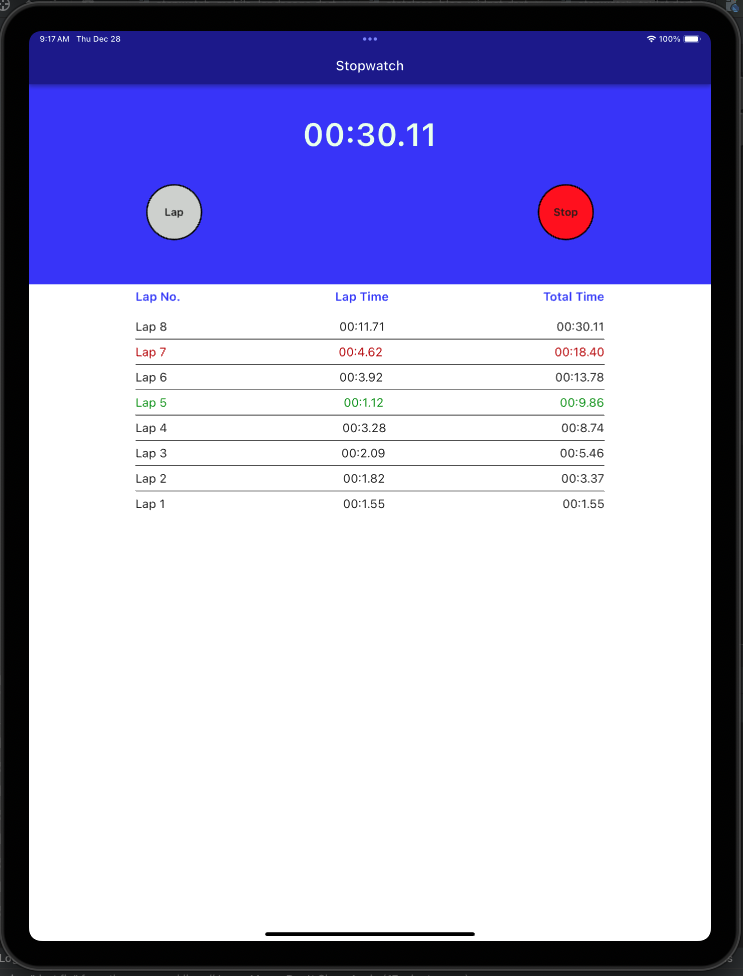 9:17 AM Thu Dec 28 100%
Stopwatch
00:30.11
Lap Stop
Lap No. Lap Time Total Time
Lap 8 00:11.71 00:30.11
Lap 7 00:4.62 00:18.40
Lap 6 00:3.92 00:13.78
Lap 5 00:1.12 00:9.86
Lap 4 00:3.28 00:8.74
Lap 3 00:2.09 00:5.46
Lap 2 00:1.82 00:3.37
Lap 1 00:1.55 00:1.55